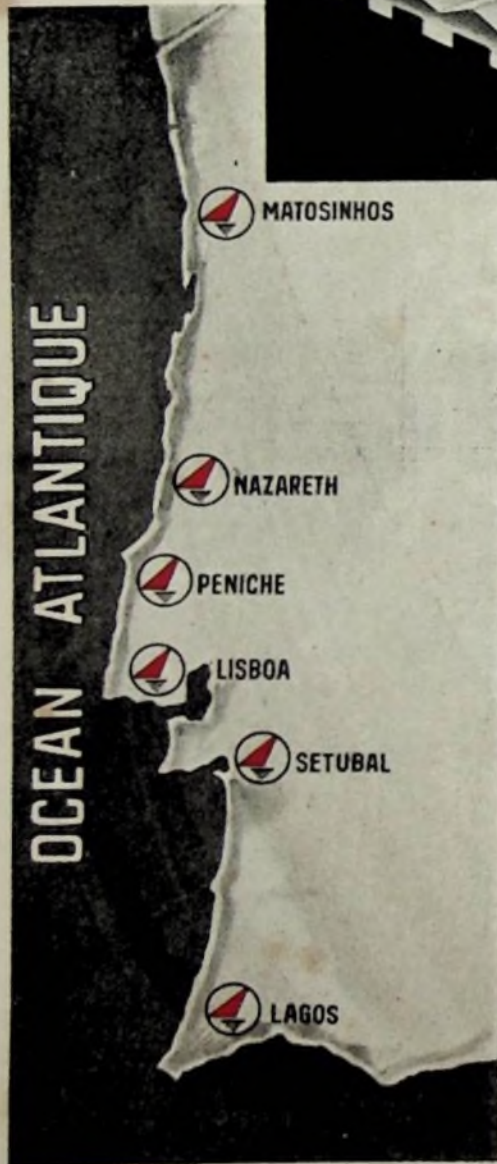 MATOSINHOS
OCEAN ATLANTIQUE
NAZARETH
PENICHE
LISBOA
SETUBAL
LAGOS